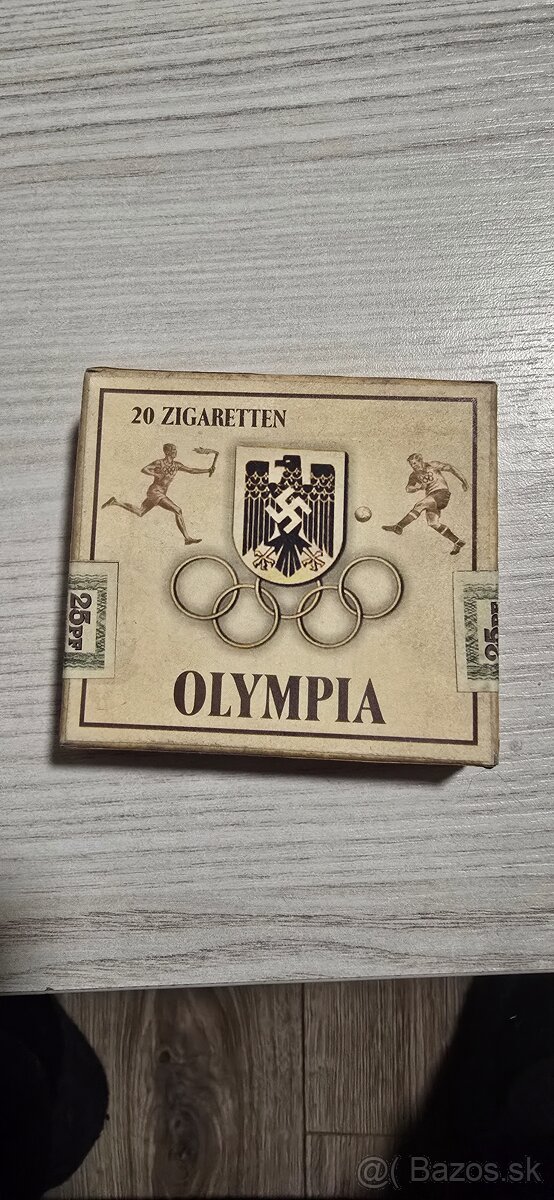 20 ZIGARETTEN
25PF
25PF
OLYMPIA
@( Bazos.sk